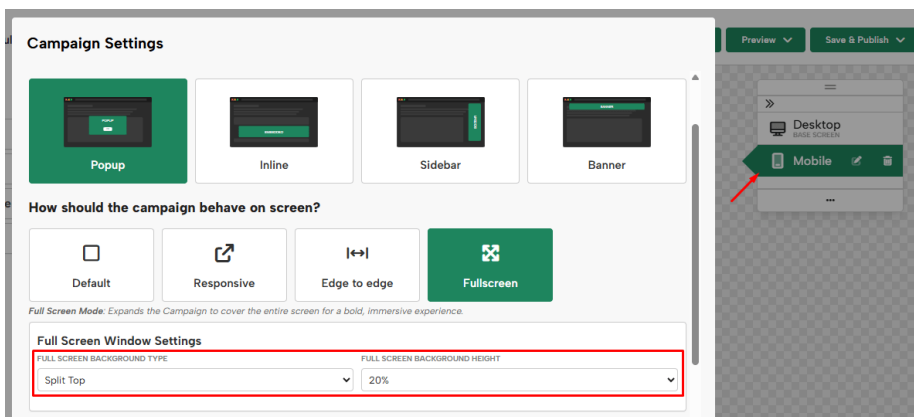 Campaign Settings
Preview
Save & Publish
POPUP
BANNER
Popup
Inline
Sidebar
Banner
Desktop
BASE SCREEN
Mobile
How should the campaign behave on screen?
Default
Responsive
Edge to edge
Fullscreen
Full Screen Mode: Expands the Campaign to cover the entire screen for a bold, immersive experience.
Full Screen Window Settings
FULL SCREEN BACKGROUND TYPE
FULL SCREEN BACKGROUND HEIGHT
Split Top
20%